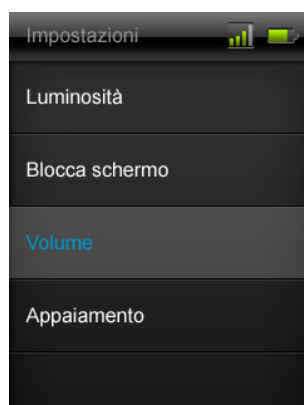 Impostazioni
Luminosità
Blocca schermo
Volume
Appaiamento